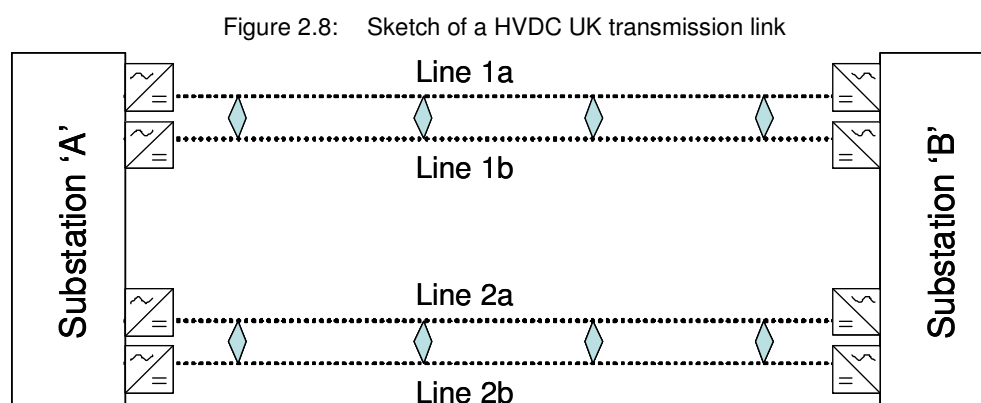 Figure 2.8: Sketch of a HVDC UK transmission link
Line 1a
Line 1b
Substation 'A'
Substation 'B'
Line 2a
Line 2b